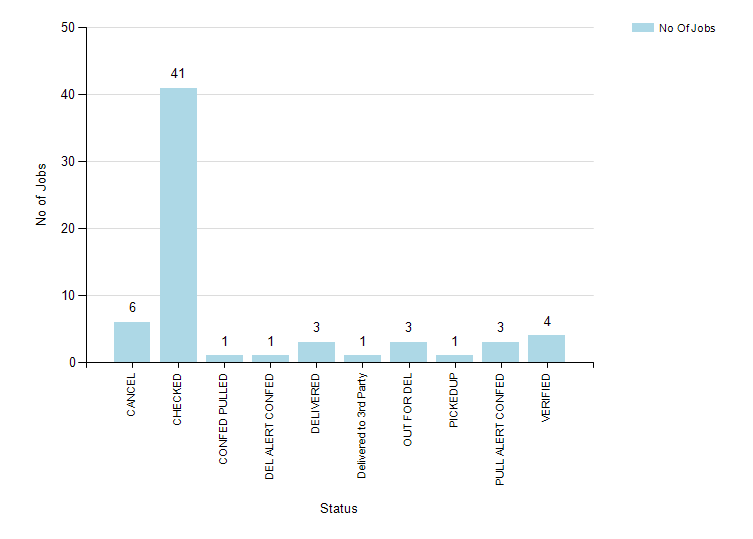 50
40
30
20
10
0
No of Jobs
6
41
1
1
3
1
3
1
3
4
CANCEL
CHECKED
CONFED PULLED
DEL ALERT CONFED
DELIVERED
Delivered to 3rd Party
OUT FOR DEL
PICKEDUP
PULL ALERT CONFED
VERIFIED
Status
No Of Jobs